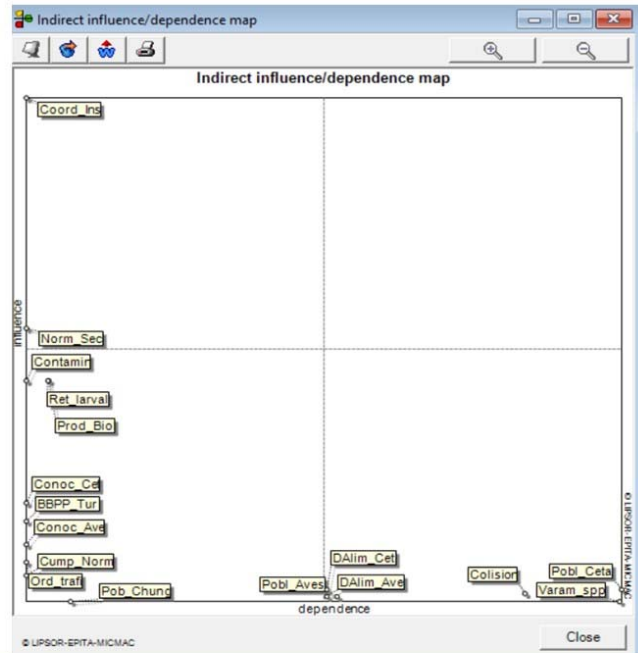 Indirect influence/dependence map
Indirect influence/dependence map
Coord_Ins
influence
Norm_Sec
Contamin
Ret_larval
Prod_Bio
Conoc_Cet
BBPP_Tur
Conoc_Ave
Cump_Norm
Ord_trafi
Pob_Chung
Pobl_Aves
DAlim_Cet
DAlim_Ave
Colision
Pobl_Ceta
Varam_spp
dependence
© LIPSOR-EPITA-MICMAC
© LIPSOR-EPITA-MICMAC
Close